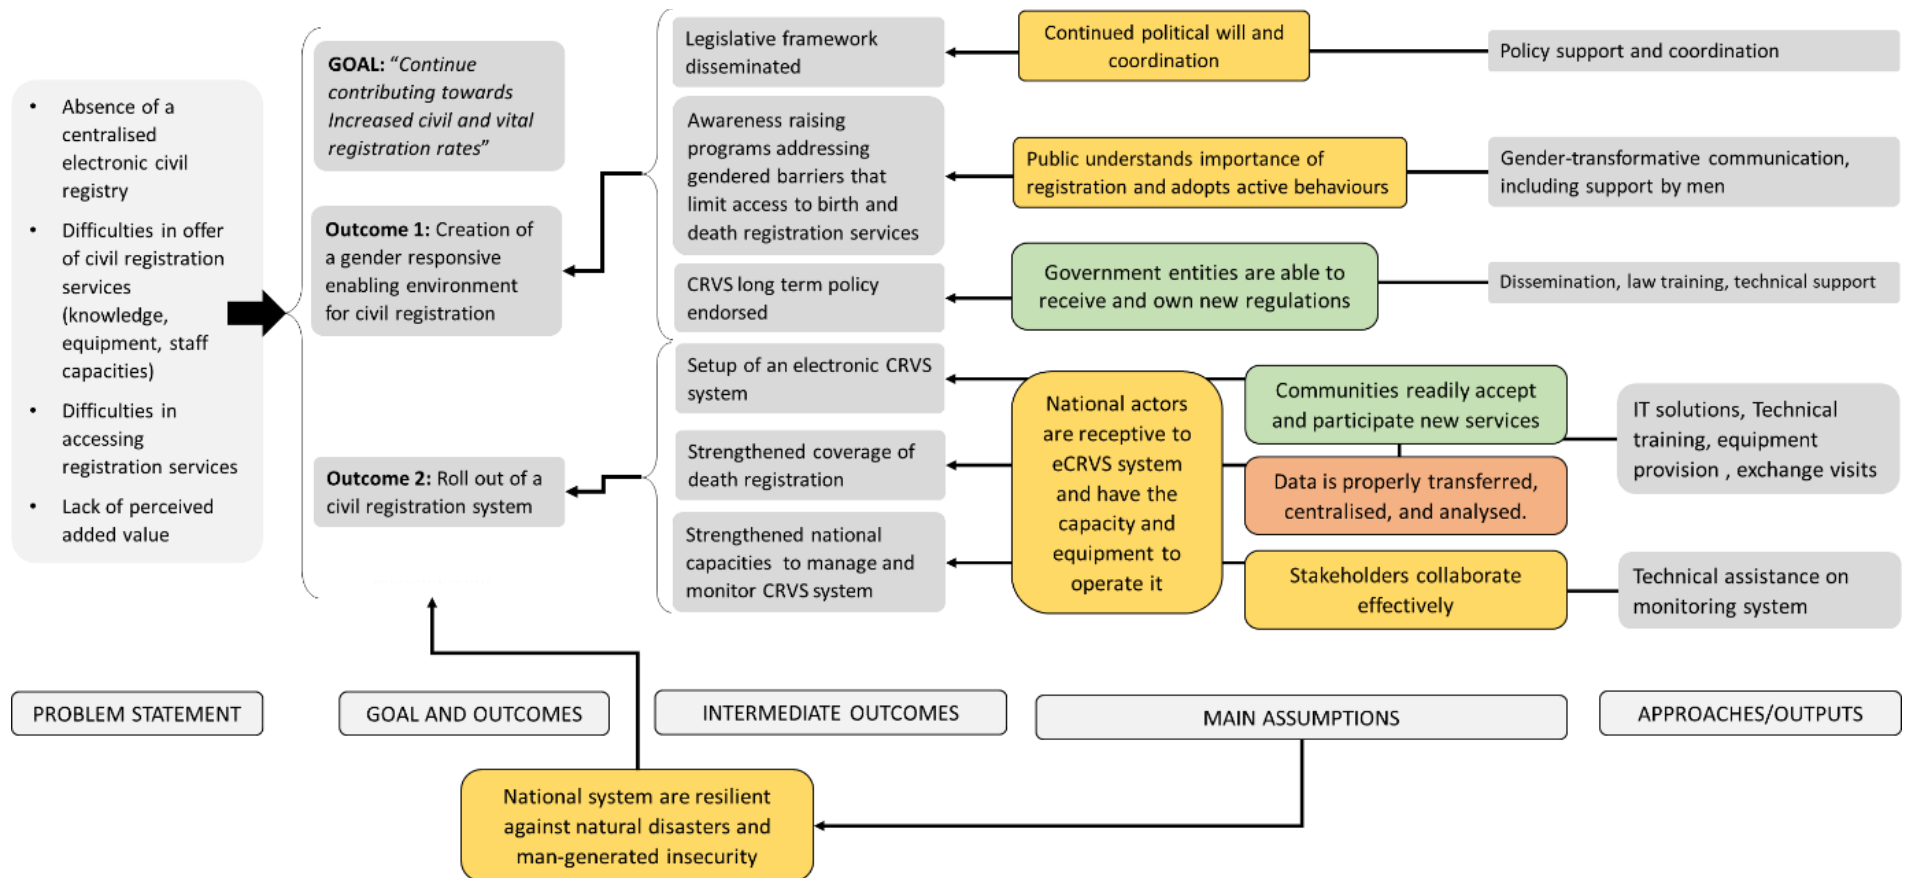 • Absence of a
centralised
electronic civil
registry
• Difficulties in offer
of civil registration
services
(knowledge,
equipment, staff
capacities)
• Difficulties in
accessing
registration services
• Lack of perceived
added value
GOAL: “Continue
contributing towards
Increased civil and vital
registration rates”
Outcome 1: Creation of
a gender responsive
enabling environment
for civil registration
Outcome 2: Roll out of a
civil registration system
Legislative framework
disseminated
Awareness raising
programs addressing
gendered barriers that
limit access to birth and
death registration services
CRVS long term policy
endorsed
Setup of an electronic CRVS
system
Strengthened coverage of
death registration
Strengthened national
capacities to manage and
monitor CRVS system
Continued political will and
coordination
Public understands importance of
registration and adopts active behaviours
Government entities are able to
receive and own new regulations
National actors
are receptive to
eCRVS system
and have the
capacity and
equipment to
operate it
Communities readily accept
and participate new services
Data is properly transferred,
centralised, and analysed.
Stakeholders collaborate
effectively
Policy support and coordination
Gender-transformative communication,
including support by men
Dissemination, law training, technical support
IT solutions, Technical
training, equipment
provision , exchange visits
Technical assistance on
monitoring system
PROBLEM STATEMENT
GOAL AND OUTCOMES
INTERMEDIATE OUTCOMES
MAIN ASSUMPTIONS
APPROACHES/OUTPUTS
National system are resilient
against natural disasters and
man-generated insecurity